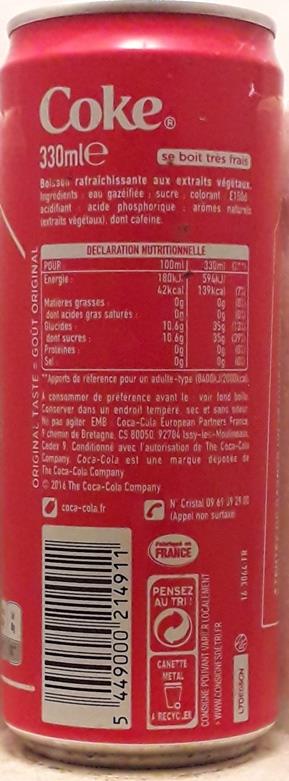 Coke®
330ml℮
se boit très frais
Boisson rafraîchissante aux extraits végétaux.
Ingrédients : eau gazéifiée ; sucre ; colorant : E150d ;
acidifiant : acide phosphorique ; arômes naturels
(extraits végétaux), dont caféine.
DECLARATION NUTRITIONNELLE
POUR : 100ml 330ml (%**)
Energie : 180kJ 594kJ
42kcal 139kcal (7%)
Matières grasses : 0g 0g (0%)
dont acides gras saturés : 0g 0g (0%)
Glucides : 10.6g 35g (13%)
dont sucres : 10.6g 35g (39%)
Protéines : 0g 0g (0%)
Sel : 0g 0g (0%)
**Apports de référence pour un adulte-type (8400kJ/2000kcal)
A consommer de préférence avant le : voir fond boîte
Conserver dans un endroit tempéré, sec et sans odeur
Ne pas agiter. EMB : Coca-Cola European Partners France,
9 chemin de Bretagne, CS 80050, 92784 Issy-les-Moulineaux,
Cedex 9. Conditionné avec l'autorisation de The Coca-Cola
Company. Coca-Cola est une marque déposée de
The Coca-Cola Company
© 2016 The Coca-Cola Company
ORIGINAL TASTE = GOÛT ORIGINAL
coca-cola.fr
N° Cristal 09 69 39 29 00
(Appel non surtaxé)
Fabriqué en
FRANCE
PENSEZ
AU TRI !
CANETTE
METAL
À RECYCLER
CONSIGNE POUVANT VARIER LOCALEMENT
> WWW.CONSIGNESDETRI.FR
16 3064 FR
5 449000 214911